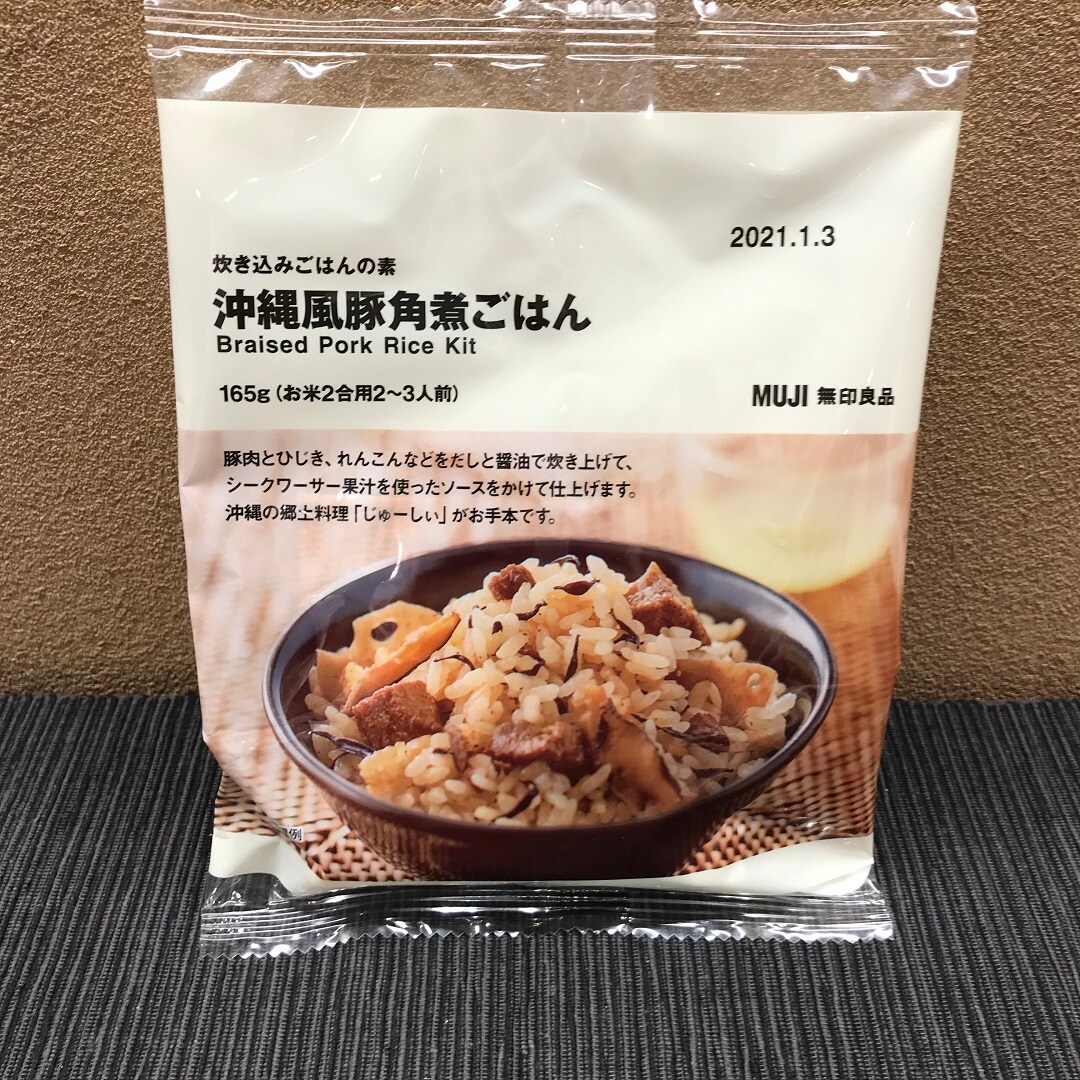 2021.1.3
炊き込みごはんの素
沖縄風豚角煮ごはん
Braised Pork Rice Kit
165g（お米2合用2〜3人前）
MUJI 無印良品
豚肉とひじき、れんこんなどをだしと醤油で炊き上げて、
シークワーサー果汁を使ったソースをかけて仕上げます。
沖縄の郷土料理「じゅーしぃ」がお手本です。
例